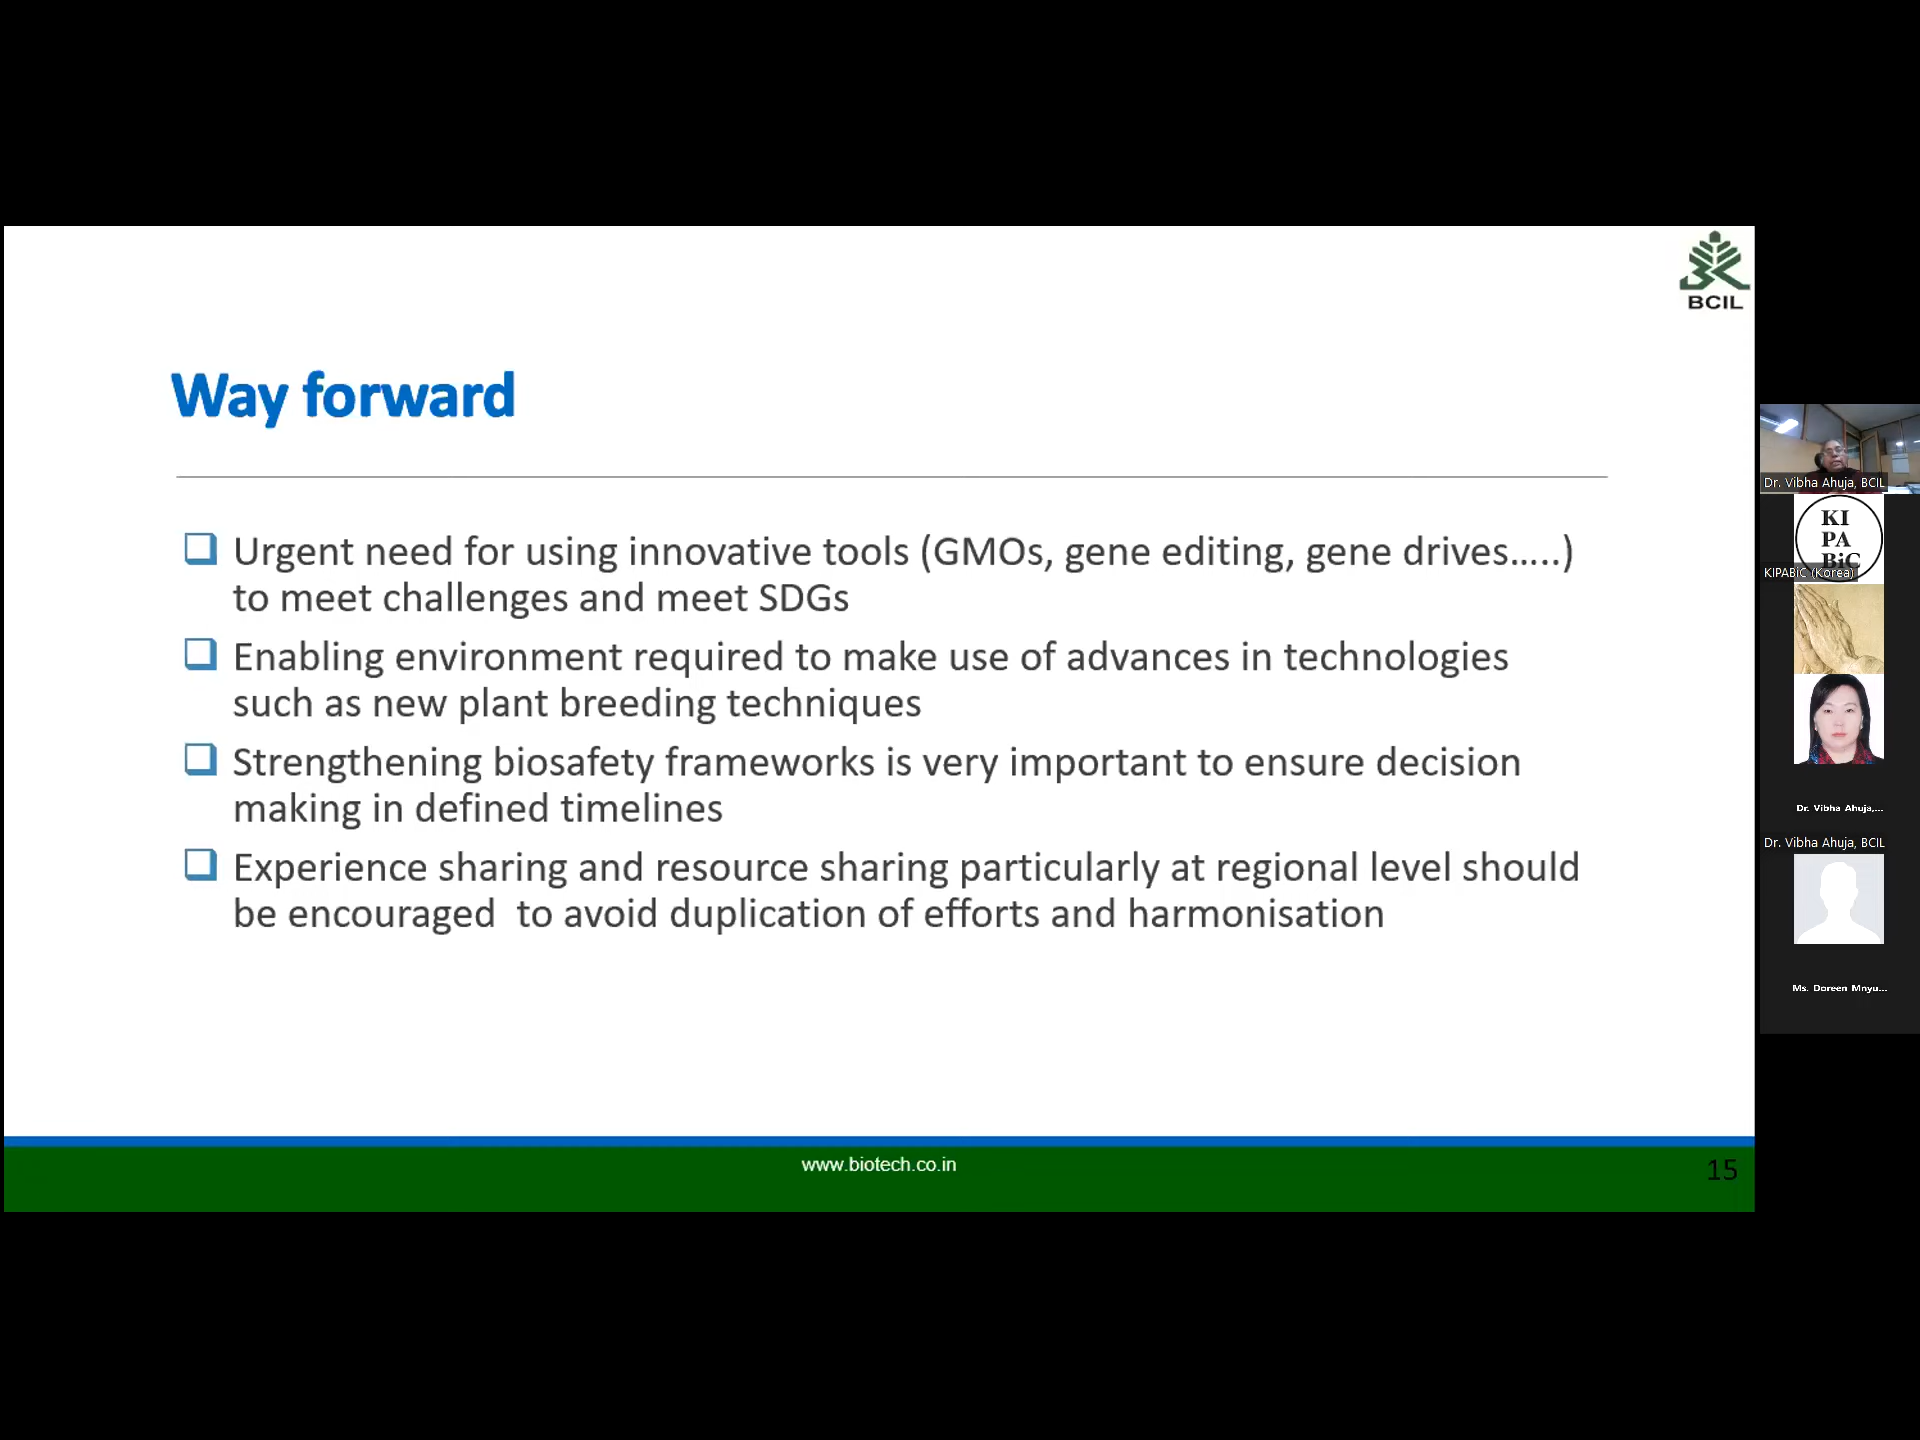 BCIL
Way forward
Urgent need for using innovative tools (GMOs, gene editing, gene drives.....)
to meet challenges and meet SDGs
Enabling environment required to make use of advances in technologies
such as new plant breeding techniques
Strengthening biosafety frameworks is very important to ensure decision
making in defined timelines
Experience sharing and resource sharing particularly at regional level should
be encouraged  to avoid duplication of efforts and harmonisation
www.biotech.co.in
15
Dr. Vibha Ahuja, BCIL
KI
PA
BiC
KIPABiC (Korea)
Dr. Vibha Ahuja,...
Dr. Vibha Ahuja, BCIL
Ms. Doreen Mnyu...